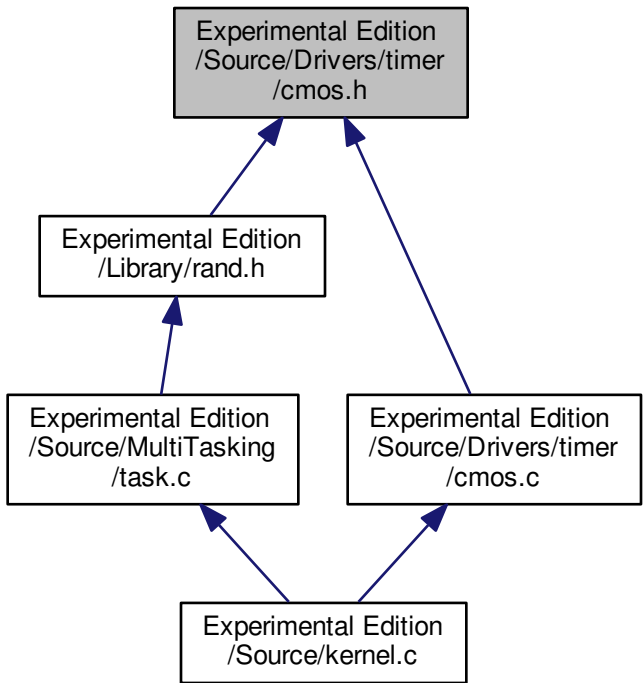 Experimental Edition
/Source/Drivers/timer
/cmos.h
Experimental Edition
/Library/rand.h
Experimental Edition
/Source/MultiTasking
/task.c
Experimental Edition
/Source/Drivers/timer
/cmos.c
Experimental Edition
/Source/kernel.c